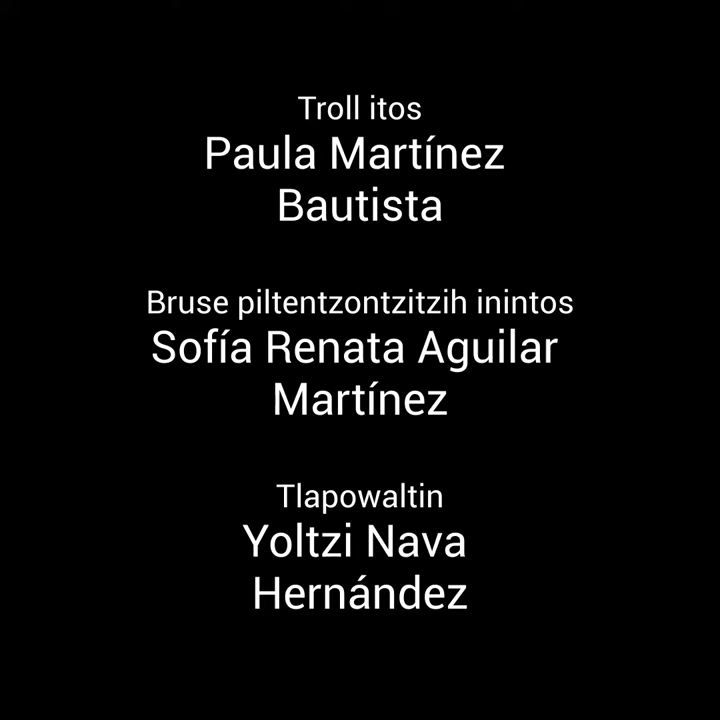 Troll itos
Paula Martínez
Bautista
Bruse piltentzontzitzih inintos
Sofía Renata Aguilar
Martínez
Tlapowaltin
Yoltzi Nava
Hernández